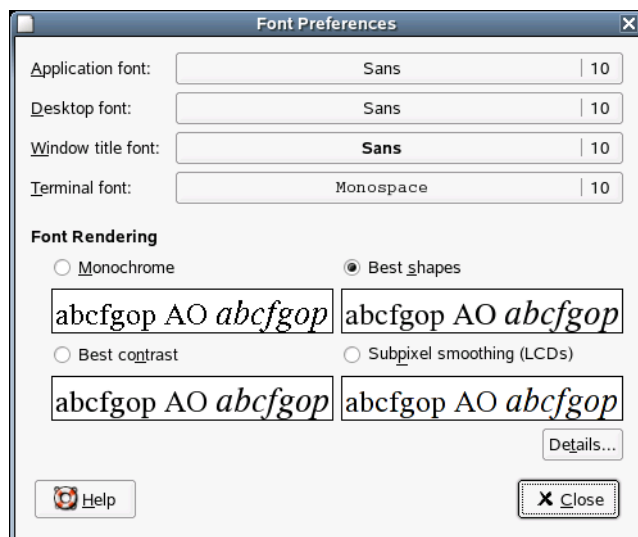 Font Preferences
Application font: Sans 10
Desktop font: Sans 10
Window title font: Sans 10
Terminal font: Monospace 10
Font Rendering
Monochrome Best shapes
abcfgop AO abcfgop abcfgop AO abcfgop
Best contrast Subpixel smoothing (LCDs)
abcfgop AO abcfgop abcfgop AO abcfgop
Details...
Help Close